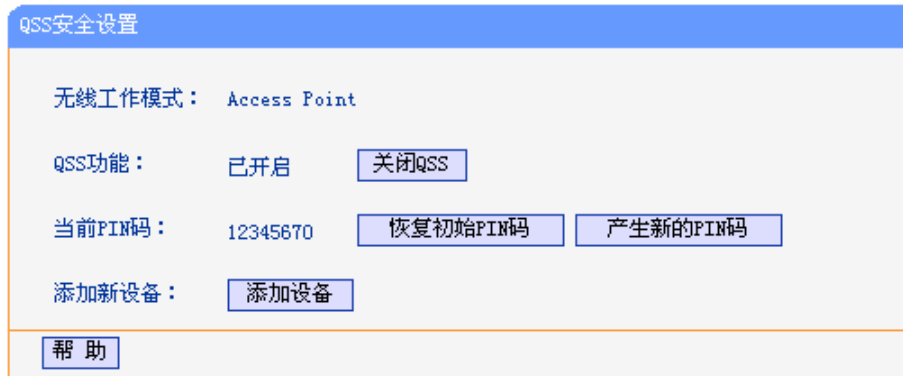 QSS安全设置
无线工作模式： Access Point
QSS功能： 已开启 关闭QSS
当前PIN码： 12345670 恢复初始PIN码 产生新的PIN码
添加新设备： 添加设备
帮 助